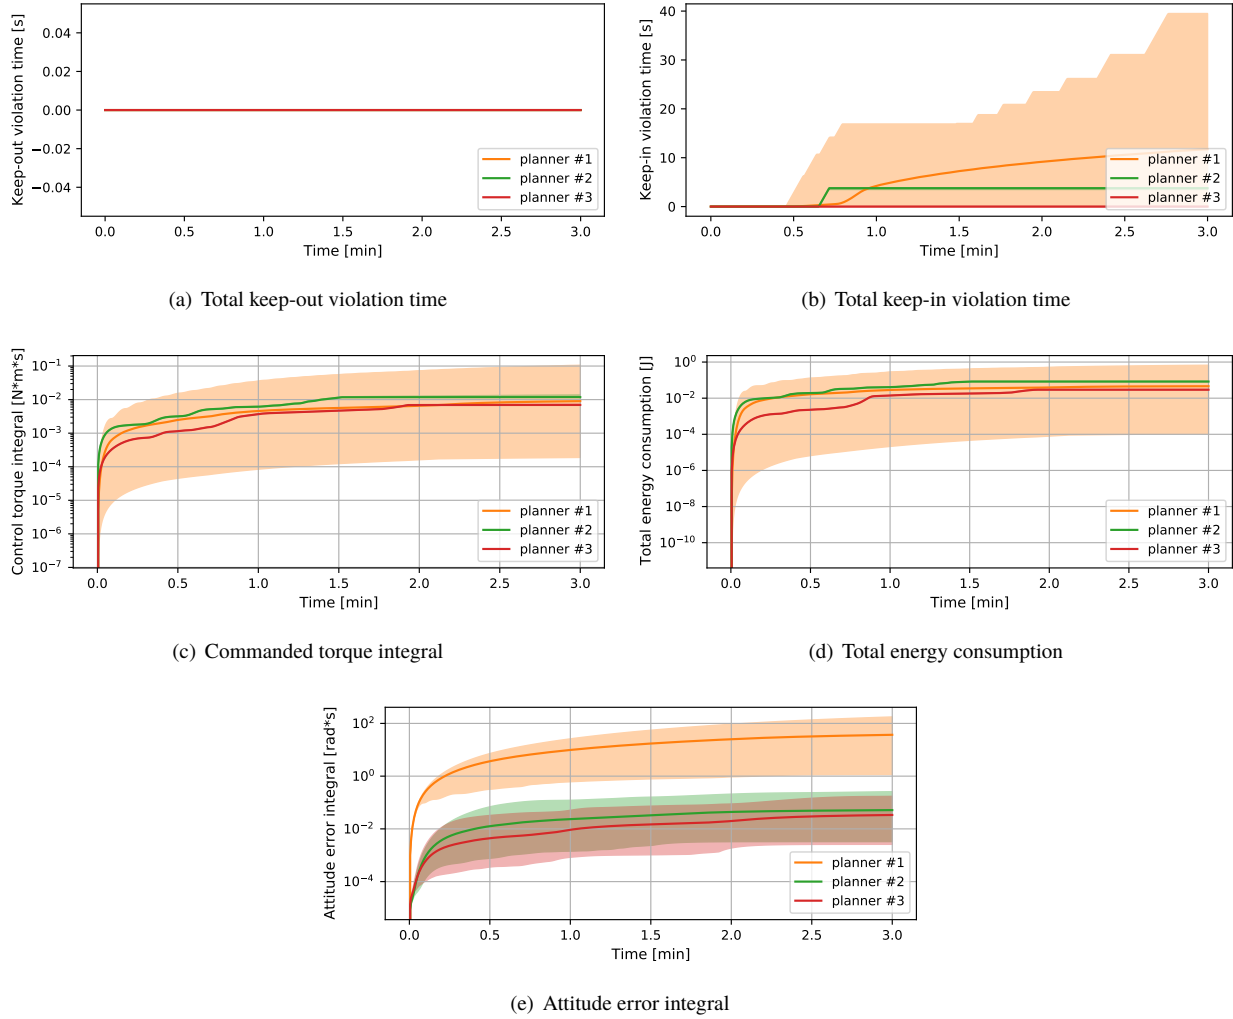 Keep-out violation time [s]
0.04
0.02
0.00
−0.02
−0.04
planner #1
planner #2
planner #3
0.0 0.5 1.0 1.5 2.0 2.5 3.0
Time [min]
(a) Total keep-out violation time
Keep-in violation time [s]
40
30
20
10
0
planner #1
planner #2
planner #3
0.0 0.5 1.0 1.5 2.0 2.5 3.0
Time [min]
(b) Total keep-in violation time
Control torque integral [N*m*s]
10⁻¹
10⁻²
10⁻³
10⁻⁴
10⁻⁵
10⁻⁶
10⁻⁷
planner #1
planner #2
planner #3
0.0 0.5 1.0 1.5 2.0 2.5 3.0
Time [min]
(c) Commanded torque integral
Total energy consumption [J]
10⁰
10⁻²
10⁻⁴
10⁻⁶
10⁻⁸
10⁻¹⁰
planner #1
planner #2
planner #3
0.0 0.5 1.0 1.5 2.0 2.5 3.0
Time [min]
(d) Total energy consumption
Attitude error integral [rad*s]
10²
10⁰
10⁻²
10⁻⁴
planner #1
planner #2
planner #3
0.0 0.5 1.0 1.5 2.0 2.5 3.0
Time [min]
(e) Attitude error integral